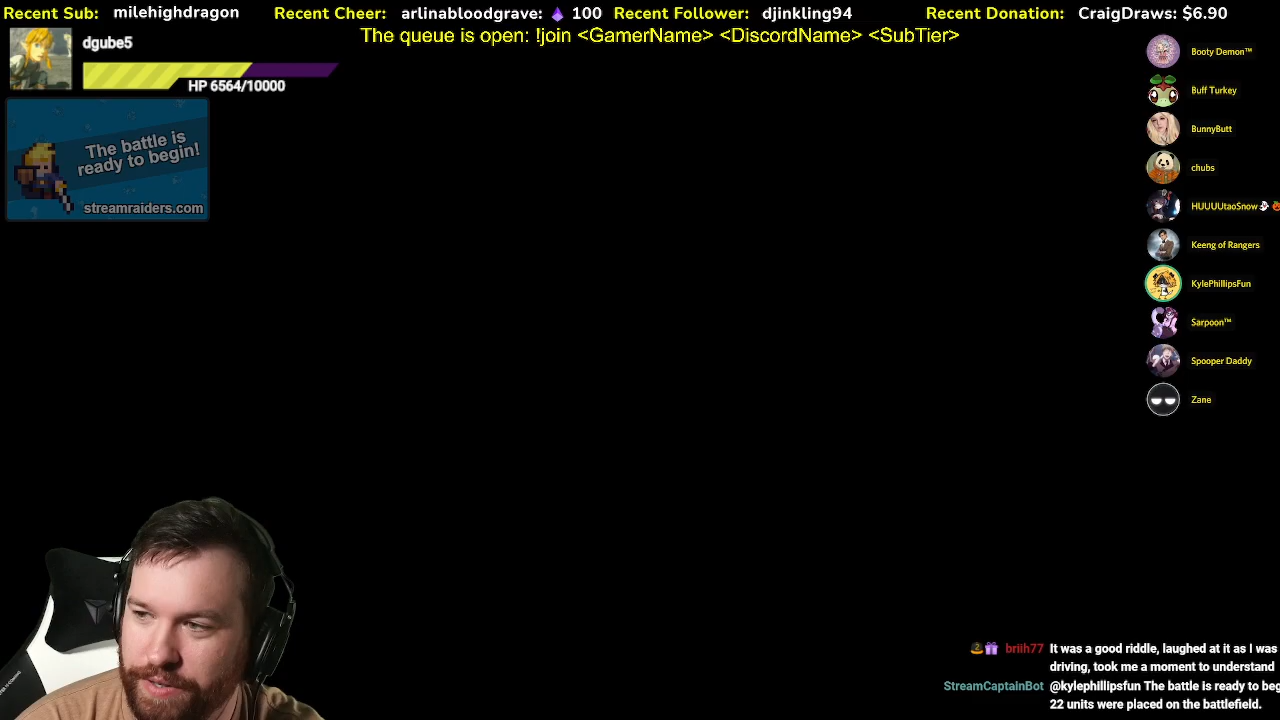 Recent Sub: milehighdragon Recent Cheer: arlinabloodgrave: 100 Recent Follower: djinkling94 Recent Donation: CraigDraws: $6.90
The queue is open: !join <GamerName> <DiscordName> <SubTier>
dgube5
HP 6564/10000
The battle is
ready to begin!
streamraiders.com
Booty Demon™
Buff Turkey
BunnyButt
chubs
HUUUUtaoSnow
Keeng of Rangers
KylePhillipsFun
Sarpoon™
Spooper Daddy
Zane
briih77 It was a good riddle, laughed at it as I was
driving, took me a moment to understand
StreamCaptainBot @kylephillipsfun The battle is ready to beg
22 units were placed on the battlefield.